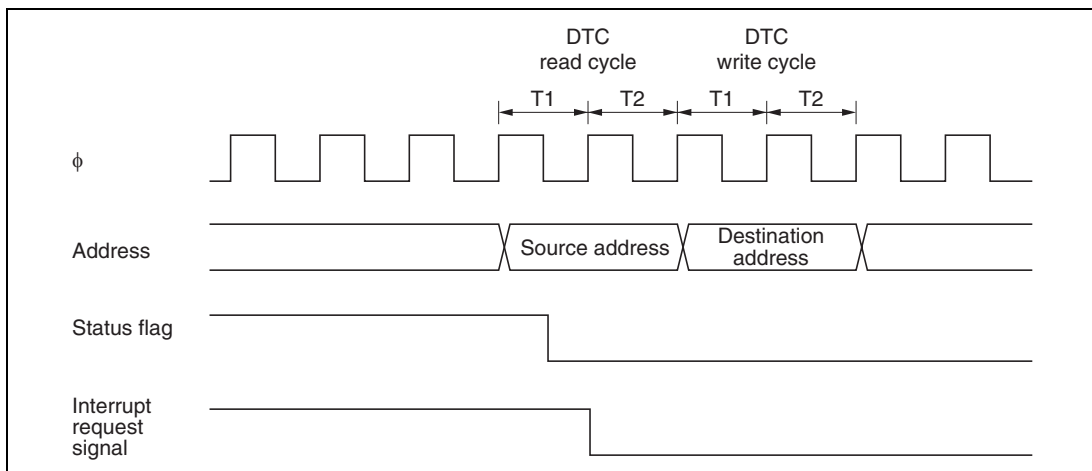 DTC
read cycle
DTC
write cycle
T1
T2
T1
T2
ϕ
Address
Source address
Destination
address
Status flag
Interrupt
request
signal